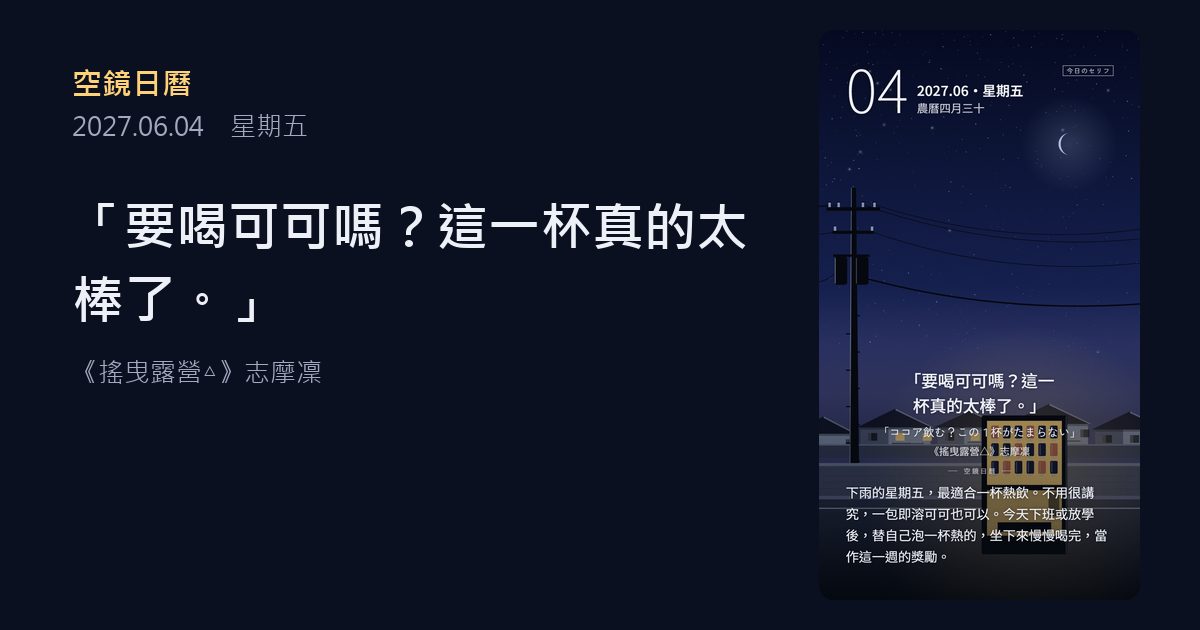 空鏡日曆
2027.06.04 星期五
「要喝可可嗎？這一杯真的太
棒了。」
《搖曳露營△》志摩凜
04
2027.06・星期五
農曆四月三十
今日のセリフ
「要喝可可嗎？這一
杯真的太棒了。」
「ココア飲む？この1杯がたまらない」
《搖曳露營△》志摩凜
— 空鏡日曆 —
下雨的星期五，最適合一杯熱飲。不用很講
究，一包即溶可可也可以。今天下班或放學
後，替自己泡一杯熱的，坐下來慢慢喝完，當
作這一週的獎勵。